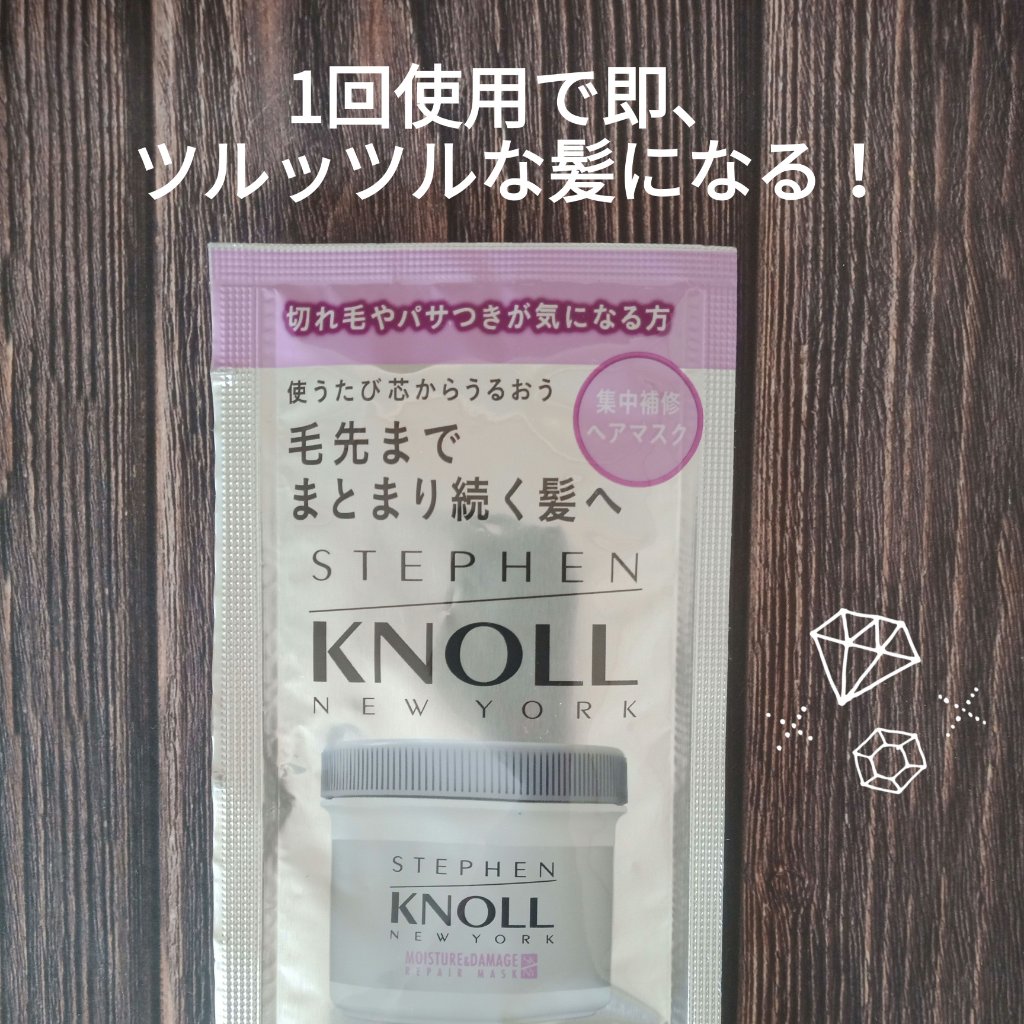 1回使用で即、
ツルッツルな髪になる！
切れ毛やパサつきが気になる方
使うたび芯からうるおう
集中補修
ヘアマスク
毛先まで
まとまり続く髪へ
STEPHEN
KNOLL
NEW YORK
STEPHEN
KNOLL
NEW YORK
MOISTURE&DAMAGE
REPAIR MASK